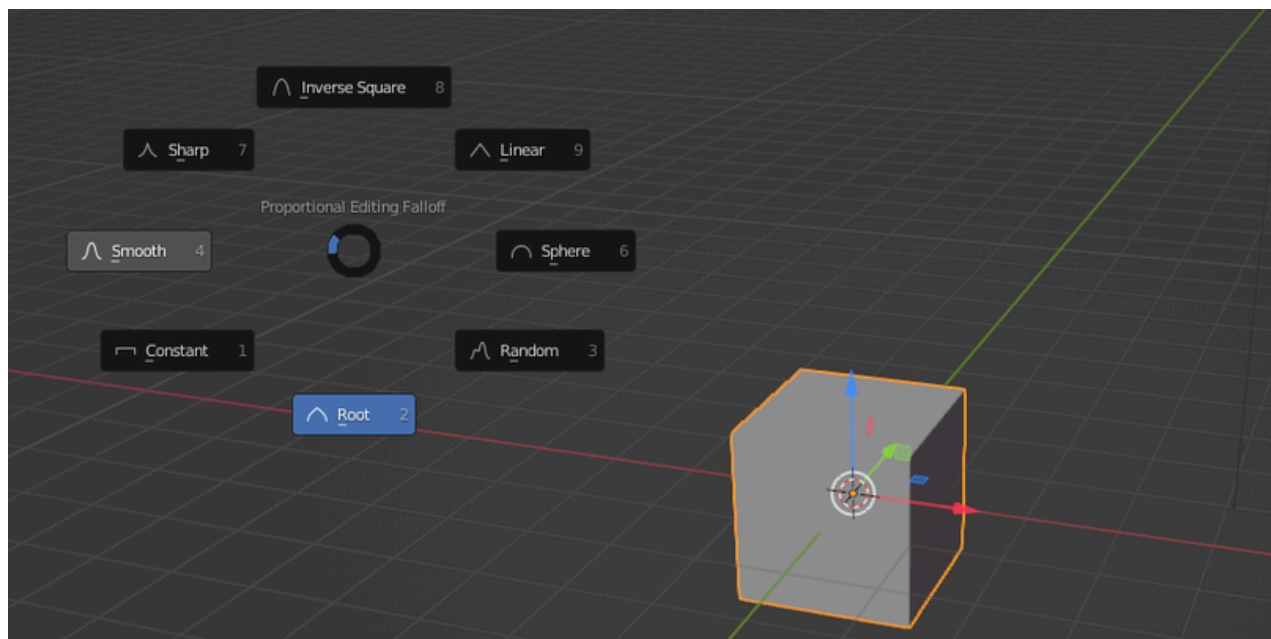 Inverse Square 8
Sharp 7
Linear 9
Proportional Editing Falloff
Smooth 4
Sphere 6
Constant 1
Random 3
Root 2